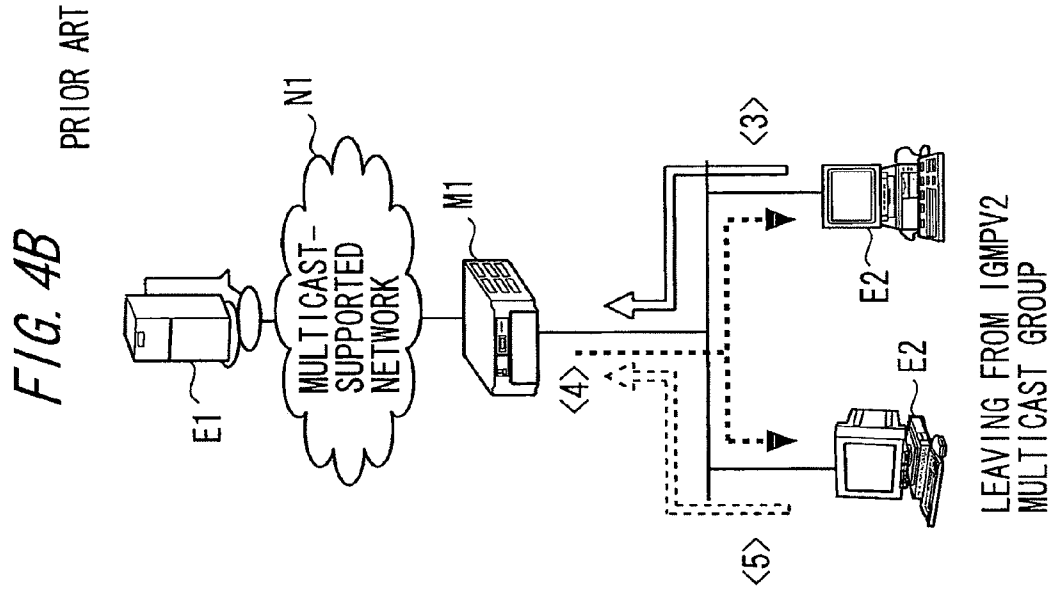 FIG. 4B
PRIOR ART
E1
N1
MULTICAST-
SUPPORTED
NETWORK
M1
<4>
<3>
<5>
E2
E2
LEAVING FROM IGMPV2
MULTICAST GROUP